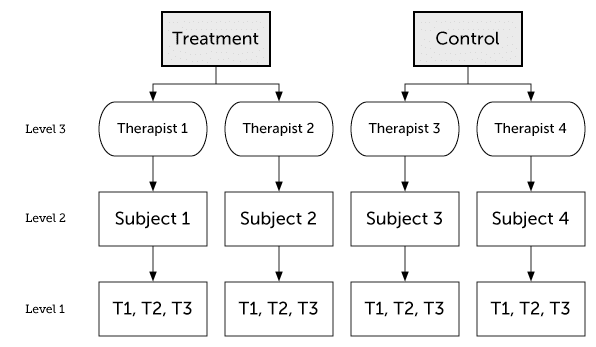 Treatment
Control
Level 3
Therapist 1
Therapist 2
Therapist 3
Therapist 4
Level 2
Subject 1
Subject 2
Subject 3
Subject 4
Level 1
T1, T2, T3
T1, T2, T3
T1, T2, T3
T1, T2, T3